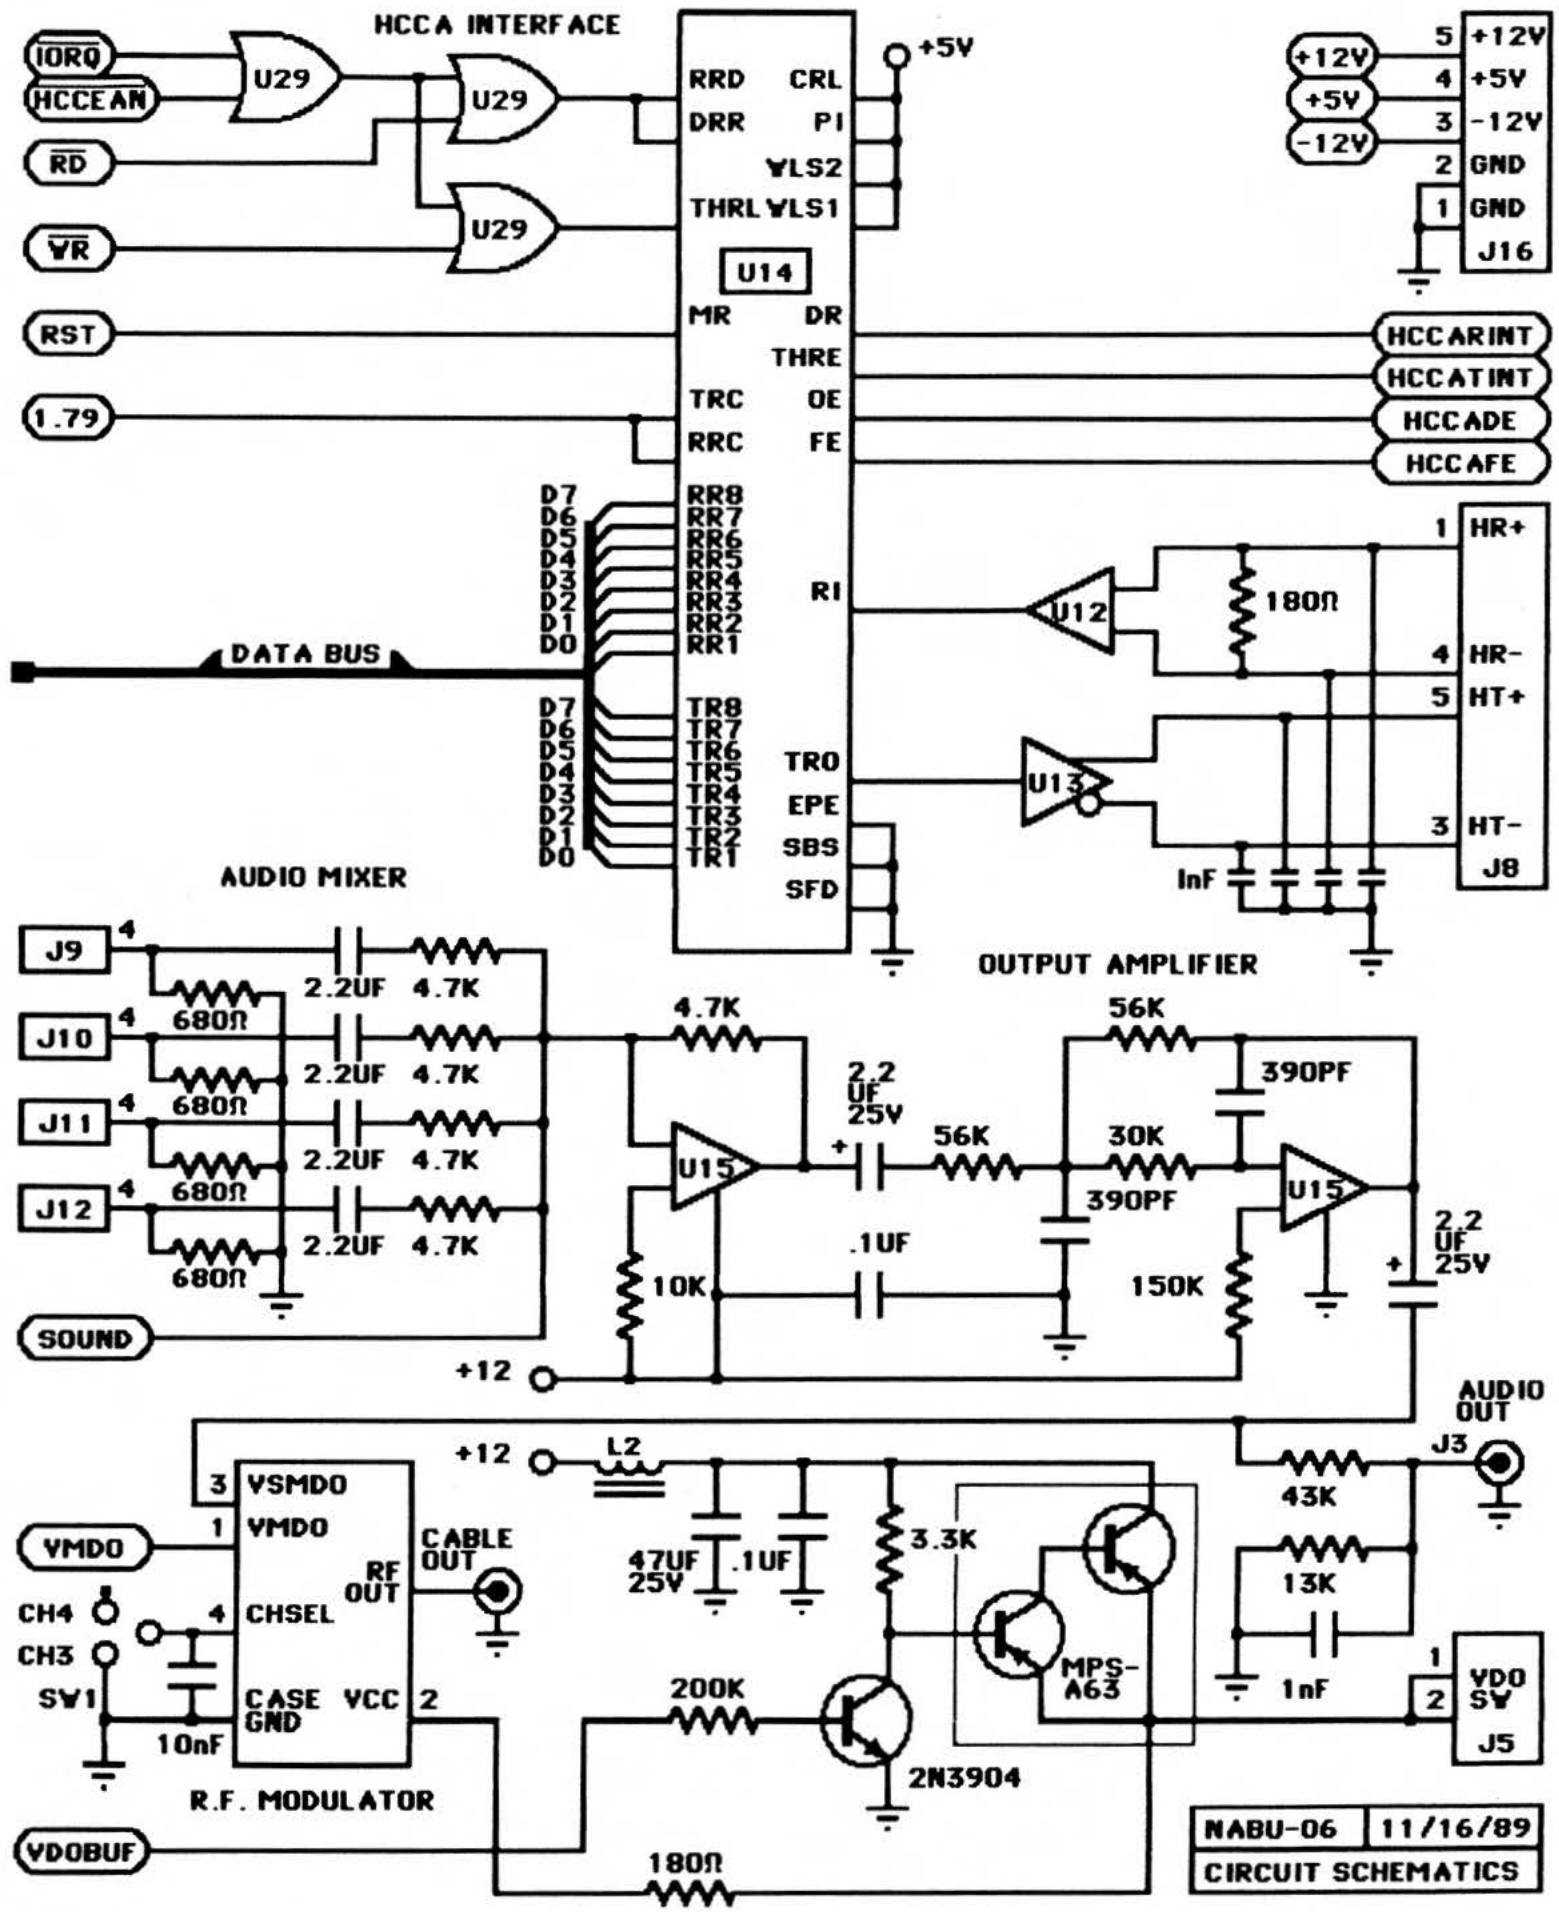 HCCA INTERFACE
IORQ
HCCEAN
RD
WR
U29
U29
U29
RST
1.79
RRD
DRR
THRL
MR
TRC
RRC
CRL
PI
WLS2
WLS1
U14
DR
THRE
OE
FE
+5V
+12V
+5V
-12V
5 +12V
4 +5V
3 -12V
2 GND
1 GND
J16
HCCARINT
HCCATINT
HCCADE
HCCAFE
D7 RR8
D6 RR7
D5 RR6
D4 RR5
D3 RR4
D2 RR3
D1 RR2
D0 RR1
DATA BUS
D7 TR8
D6 TR7
D5 TR6
D4 TR5
D3 TR4
D2 TR3
D1 TR2
D0 TR1
RI
TRO
EPE
SBS
SFD
U12
U13
180Ω
1 HR+
4 HR-
5 HT+
3 HT-
J8
1nF
AUDIO MIXER
J9 4
680Ω
2.2UF 4.7K
J10 4
680Ω
2.2UF 4.7K
J11 4
680Ω
2.2UF 4.7K
J12 4
680Ω
2.2UF 4.7K
SOUND
OUTPUT AMPLIFIER
4.7K
U15
10K
2.2
UF
25V
56K
56K
30K
390PF
390PF
.1UF
U15
150K
2.2
UF
25V
+12
AUDIO
OUT
J3
43K
13K
1nF
+12
L2
47UF
25V
.1UF
3.3K
MPS-
A63
200K
2N3904
3 VSMDO
1 VMDO
VMDO
RF
OUT
CABLE
OUT
4 CHSEL
CH4
CH3
SW1
10nF
CASE
GND
VCC 2
R.F. MODULATOR
VDOBUF
180Ω
1 VDO
2 SW
J5
NABU-06 11/16/89
CIRCUIT SCHEMATICS